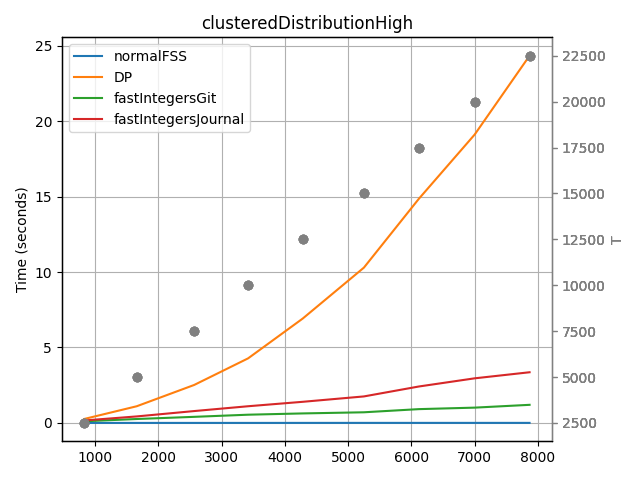 clusteredDistributionHigh
normalFSS
DP
fastIntegersGit
fastIntegersJournal
Time (seconds)
25
20
15
10
5
0
22500
20000
17500
15000
12500
10000
7500
5000
2500
T
1000 2000 3000 4000 5000 6000 7000 8000